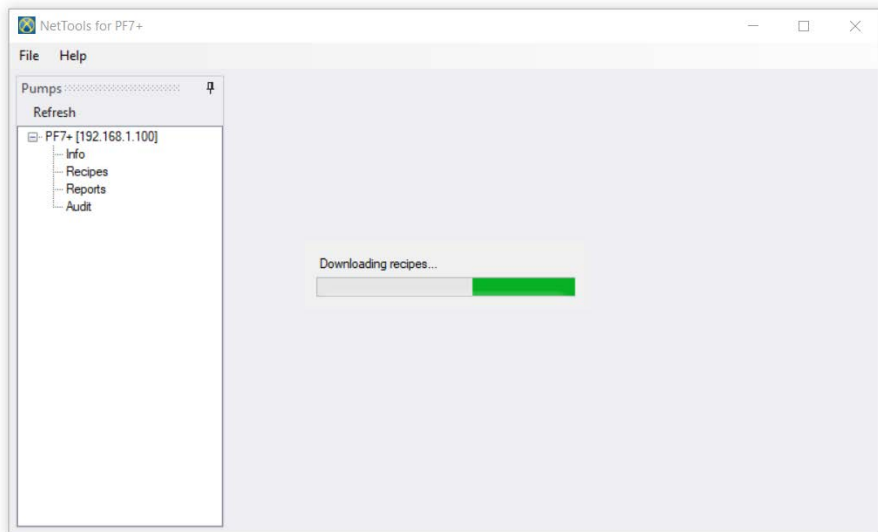 NetTools for PF7+
File Help
Pumps
Refresh
PF7+ [192.168.1.100]
Info
Recipes
Reports
Audit
Downloading recipes...